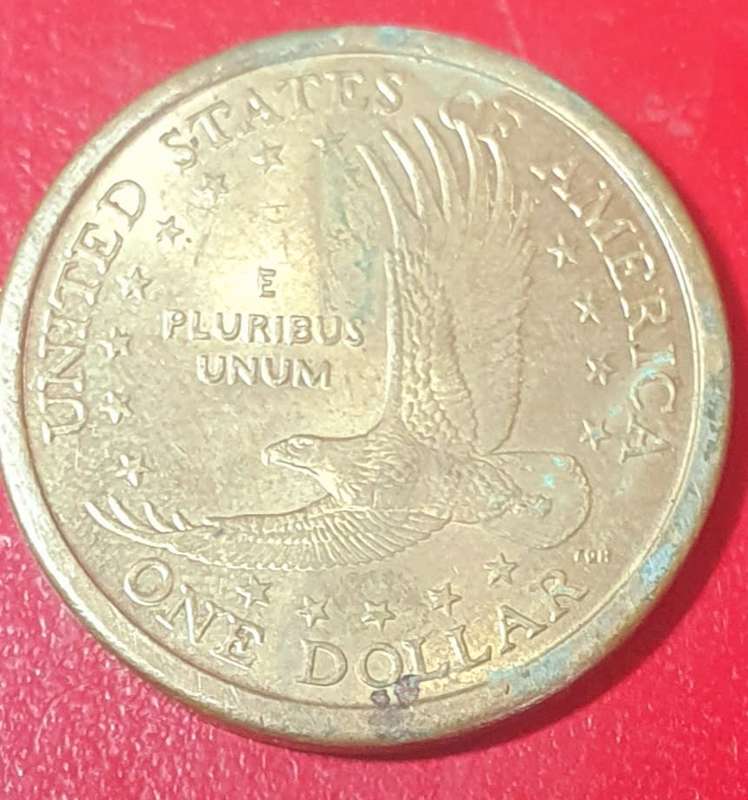 UNITED STATES OF AMERICA
E
PLURIBUS
UNUM
ONE DOLLAR